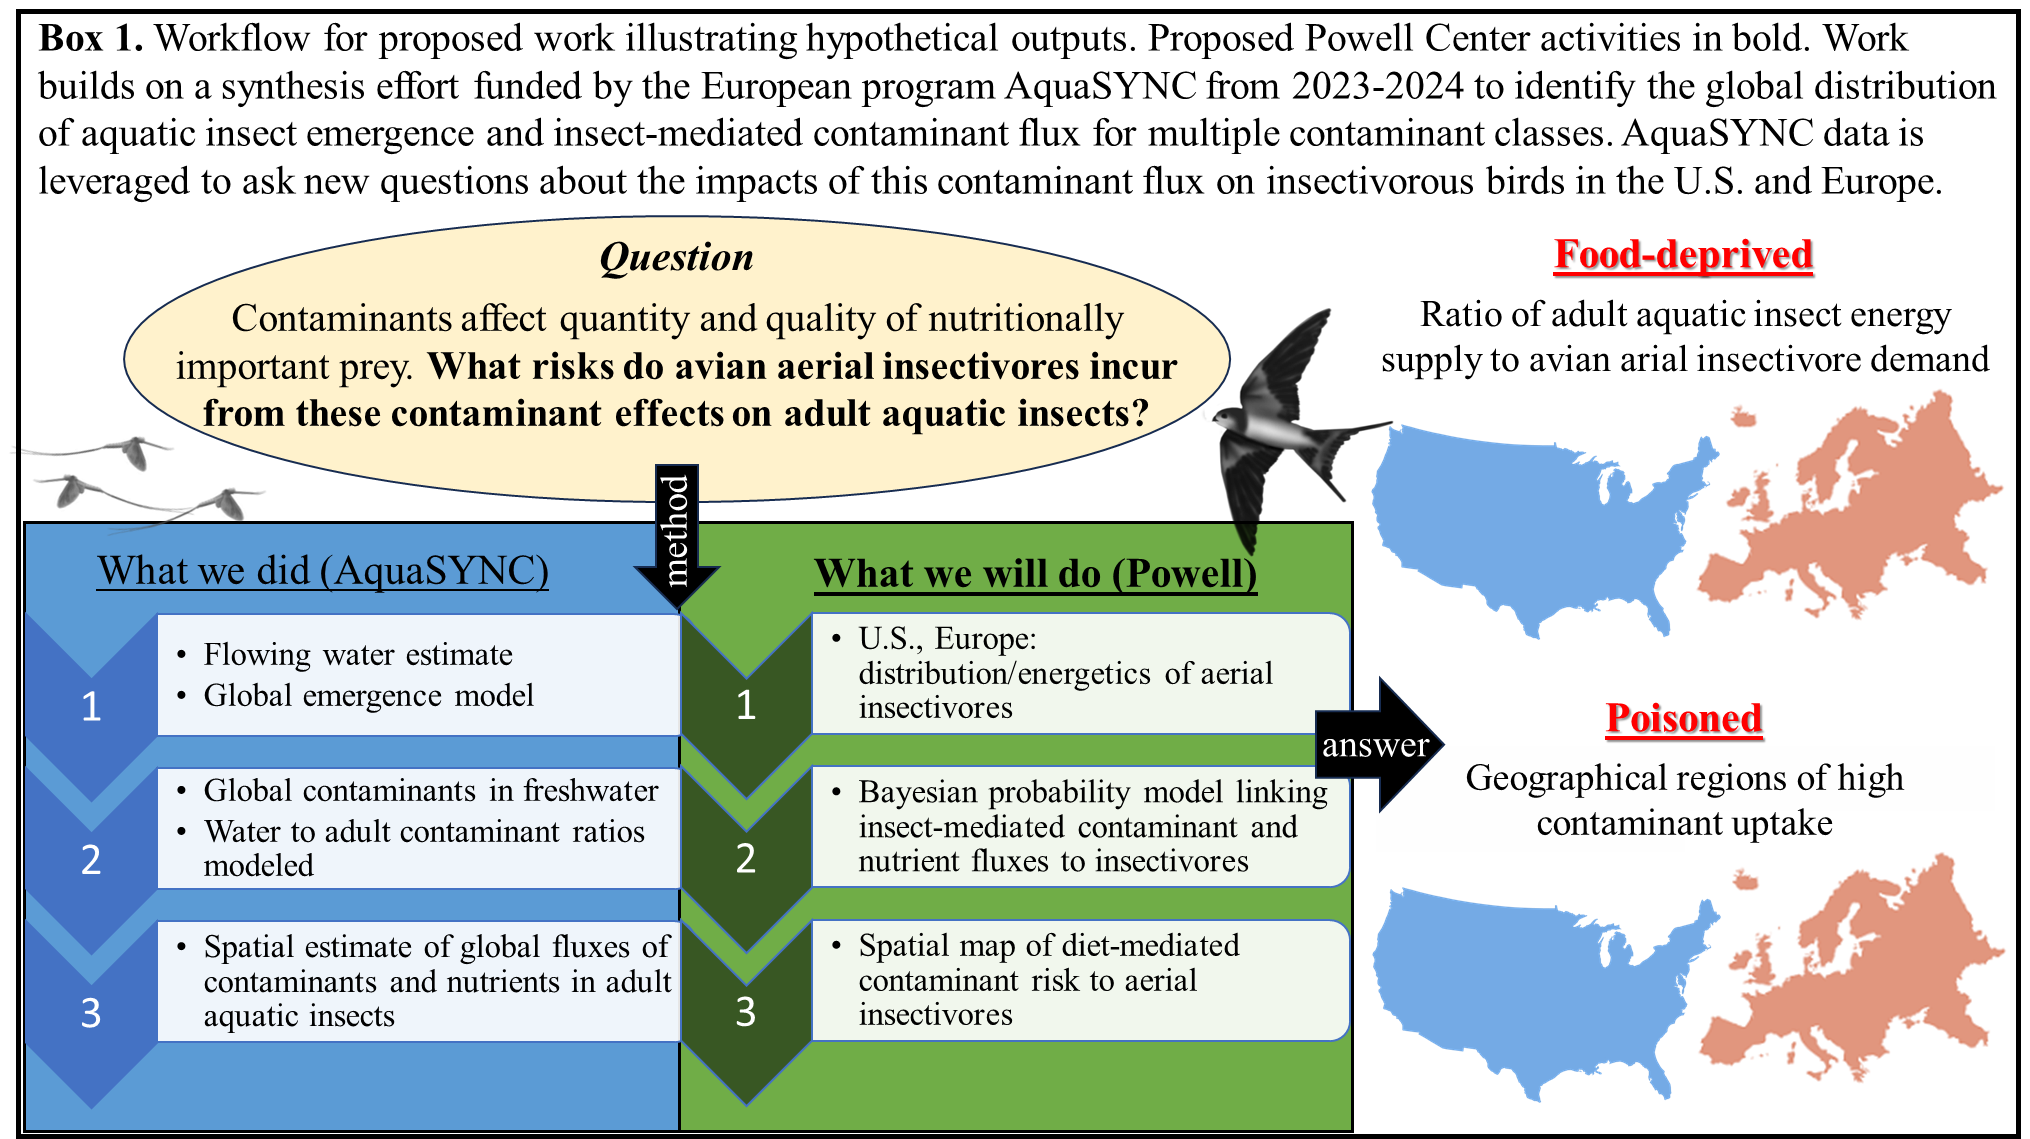 Box 1. Workflow for proposed work illustrating hypothetical outputs. Proposed Powell Center activities in bold. Work
builds on a synthesis effort funded by the European program AquaSYNC from 2023-2024 to identify the global distribution
of aquatic insect emergence and insect-mediated contaminant flux for multiple contaminant classes. AquaSYNC data is
leveraged to ask new questions about the impacts of this contaminant flux on insectivorous birds in the U.S. and Europe.
Question
Contaminants affect quantity and quality of nutritionally
important prey. What risks do avian aerial insectivores incur
from these contaminant effects on adult aquatic insects?
method
What we did (AquaSYNC)
1
• Flowing water estimate
• Global emergence model
2
• Global contaminants in freshwater
• Water to adult contaminant ratios
modeled
3
• Spatial estimate of global fluxes of
contaminants and nutrients in adult
aquatic insects
What we will do (Powell)
1
• U.S., Europe:
distribution/energetics of aerial
insectivores
2
• Bayesian probability model linking
insect-mediated contaminant and
nutrient fluxes to insectivores
3
• Spatial map of diet-mediated
contaminant risk to aerial
insectivores
answer
Food-deprived
Ratio of adult aquatic insect energy
supply to avian arial insectivore demand
Poisoned
Geographical regions of high
contaminant uptake